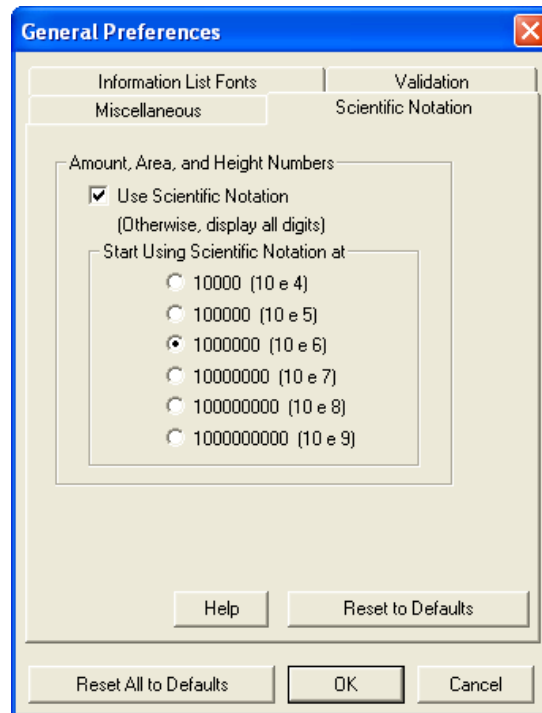 General Preferences
Information List Fonts
Validation
Miscellaneous
Scientific Notation
Amount, Area, and Height Numbers
Use Scientific Notation
(Otherwise, display all digits)
Start Using Scientific Notation at
10000 (10 e 4)
100000 (10 e 5)
1000000 (10 e 6)
10000000 (10 e 7)
100000000 (10 e 8)
1000000000 (10 e 9)
Help
Reset to Defaults
Reset All to Defaults
OK
Cancel